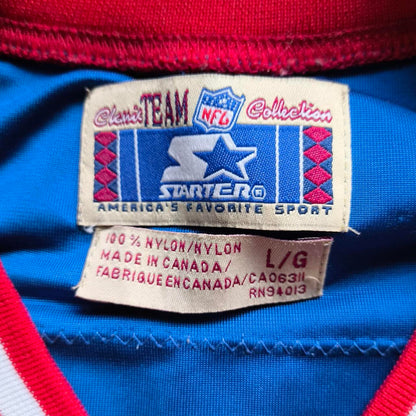 Classic TEAM Collection
NFL
STARTER®
AMERICA'S FAVORITE SPORT
100% NYLON/NYLON
MADE IN CANADA/
FABRIQUE EN CANADA/
L/G
CA06311
RN94013